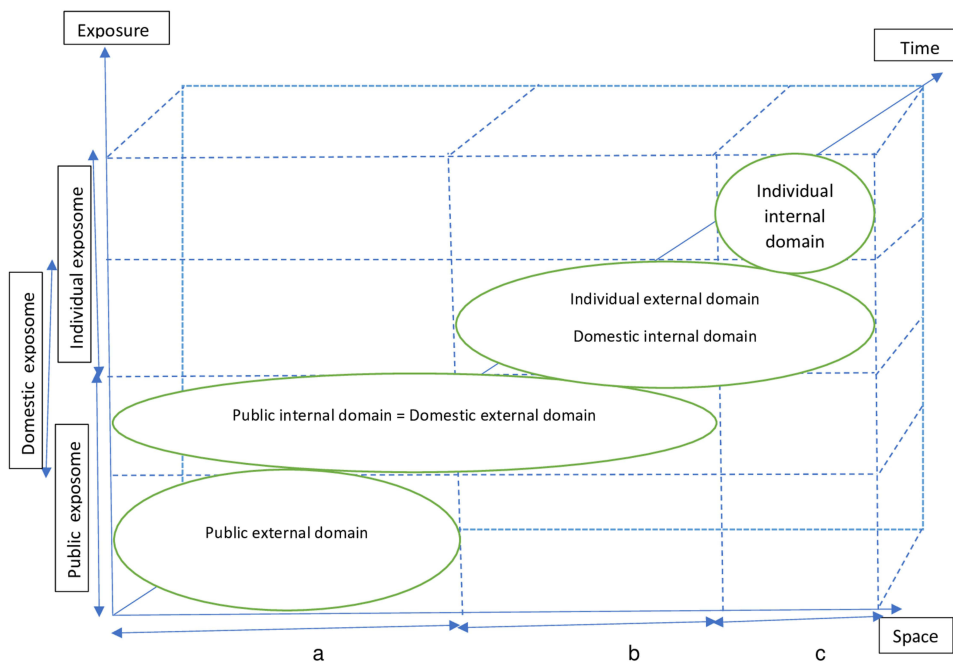 Exposure
Time
Individual exposome
Domestic  exposome
Public  exposome
Individual
internal
domain
Individual external domain
Domestic internal domain
Public internal domain = Domestic external domain
Public external domain
Space
a
b
c